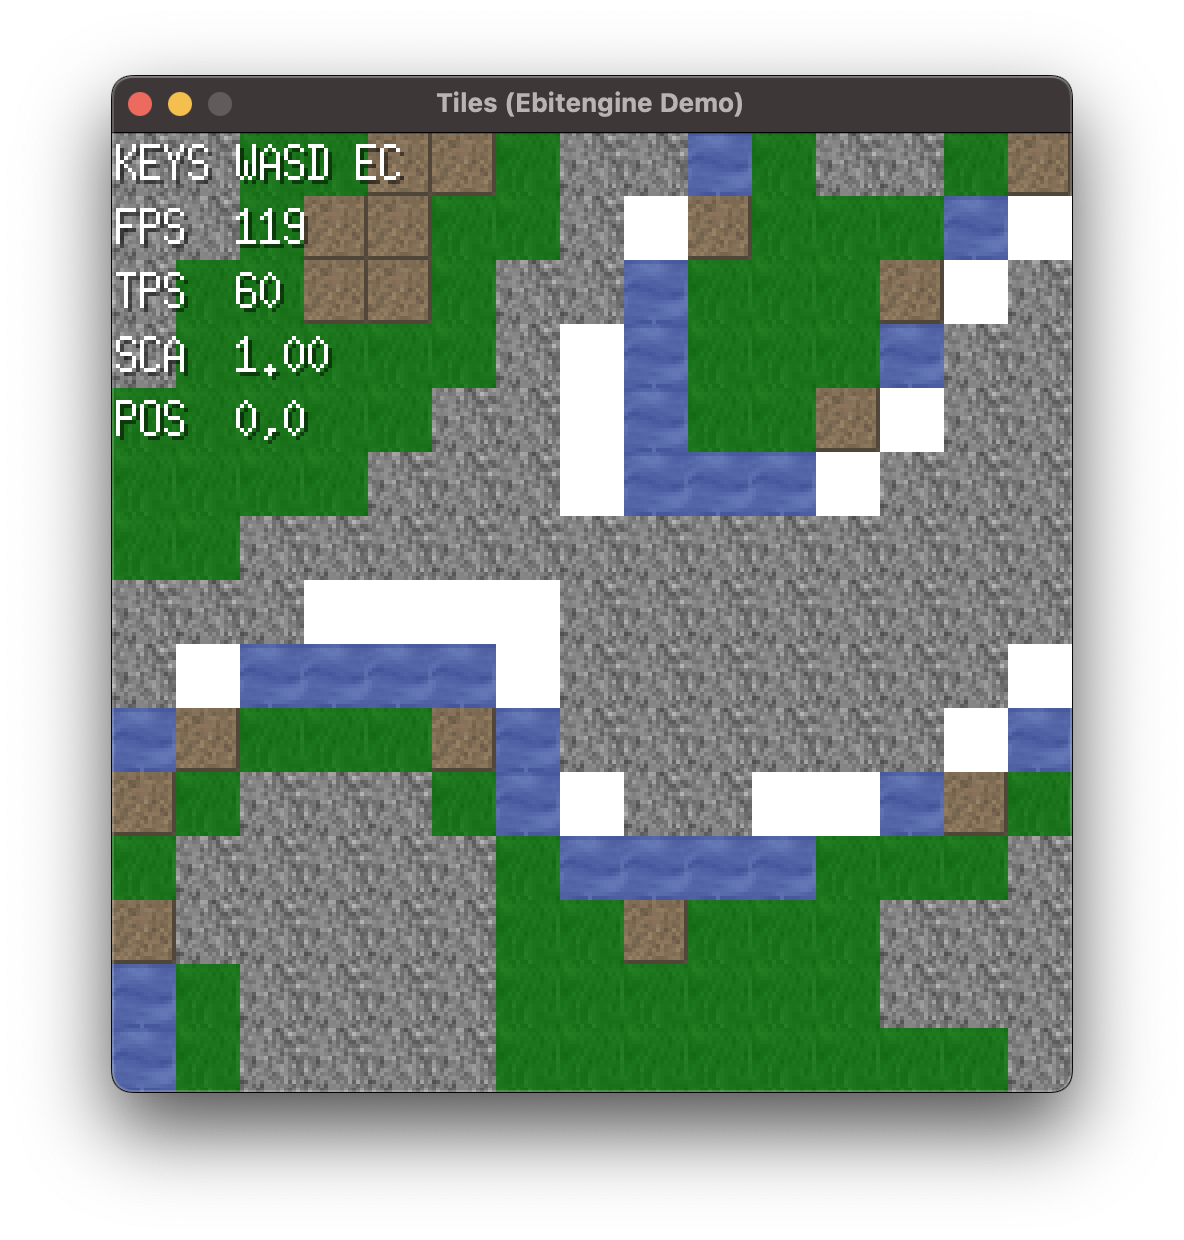 Tiles (Ebitengine Demo)
KEYS WASD EC
FPS 119
TPS 60
SCA 1.00
POS 0,0